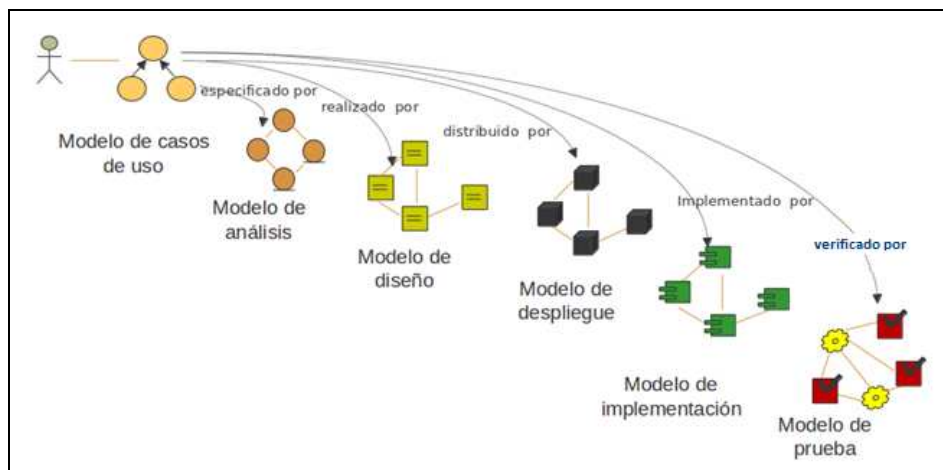 especificado por
realizado por
distribuido por
Implementado por
verificado por
Modelo de casos
de uso
Modelo de
análisis
Modelo de
diseño
Modelo de
despliegue
Modelo de
implementación
Modelo de
prueba